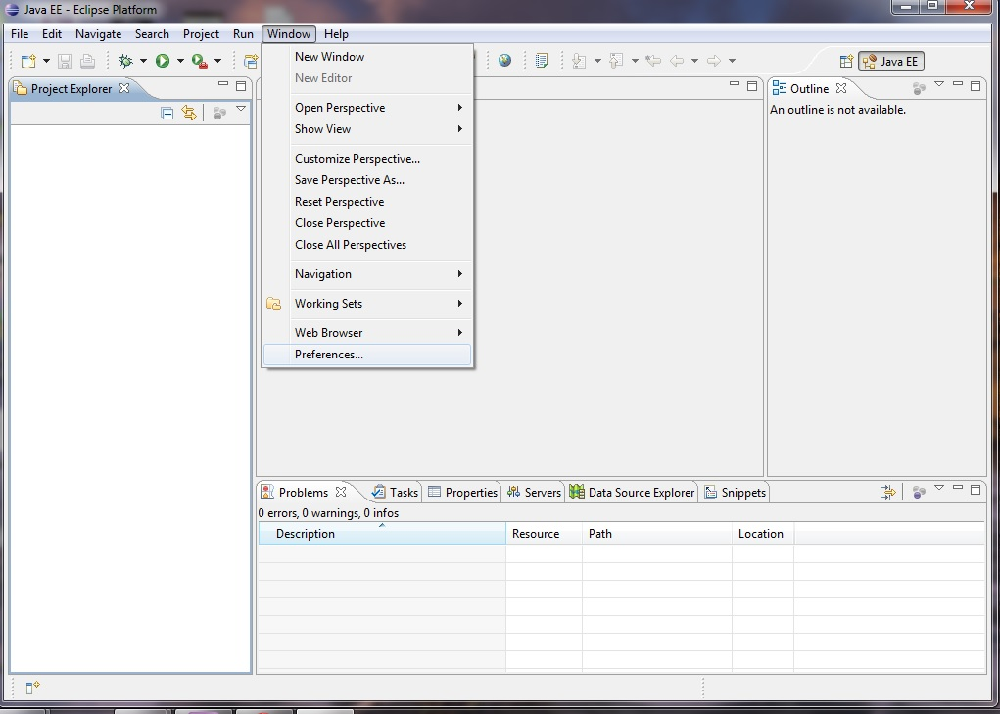 Java EE - Eclipse Platform
File Edit Navigate Search Project Run Window Help
Java EE
Project Explorer
New Window
New Editor
Open Perspective
Show View
Customize Perspective...
Save Perspective As...
Reset Perspective
Close Perspective
Close All Perspectives
Navigation
Working Sets
Web Browser
Preferences...
Outline
An outline is not available.
Problems Tasks Properties Servers Data Source Explorer Snippets
0 errors, 0 warnings, 0 infos
Description Resource Path Location